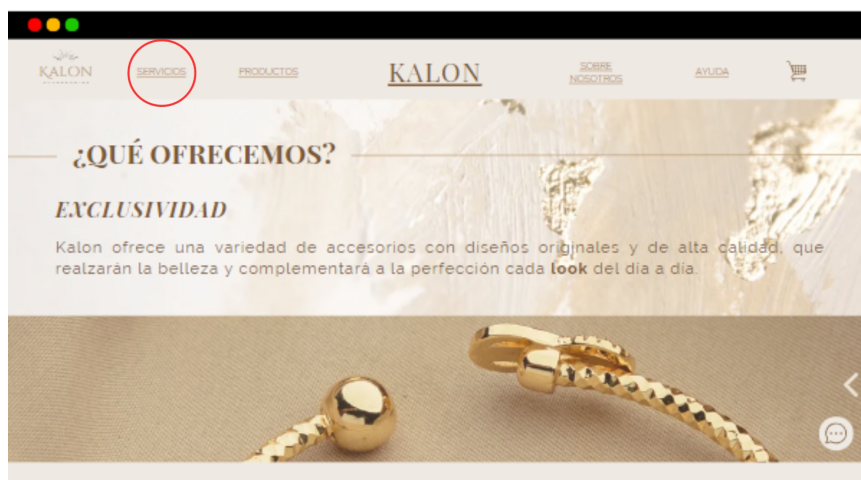 KALON
SERVICIOS
PRODUCTOS
KALON
SOBRE
NOSOTROS
AYUDA
¿QUÉ OFRECEMOS?
EXCLUSIVIDAD
Kalon ofrece una variedad de accesorios con diseños originales y de alta calidad, que
realzarán la belleza y complementará a la perfección cada look del día a día.